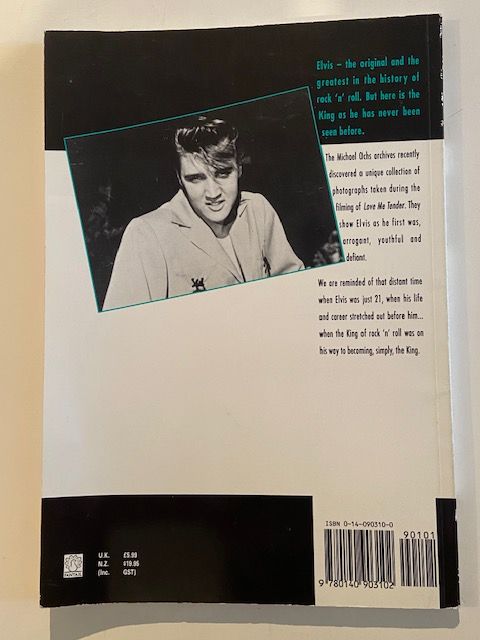 Elvis – the original and the
greatest in the history of
rock 'n' roll. But here is the
King as he has never been
seen before.
The Michael Ochs archives recently
discovered a unique collection of
photographs taken during the
filming of Love Me Tender. They
show Elvis as he first was,
arrogant, youthful and
defiant.
We are reminded of that distant time
when Elvis was just 21, when his life
and career stretched out before him...
when the King of rock 'n' roll was on
his way to becoming, simply, the King.
FANTAIL
U.K. £5.99
N.Z. $19.95
(Inc. GST)
ISBN 0-14-090310-0
90101
9 780140 903102